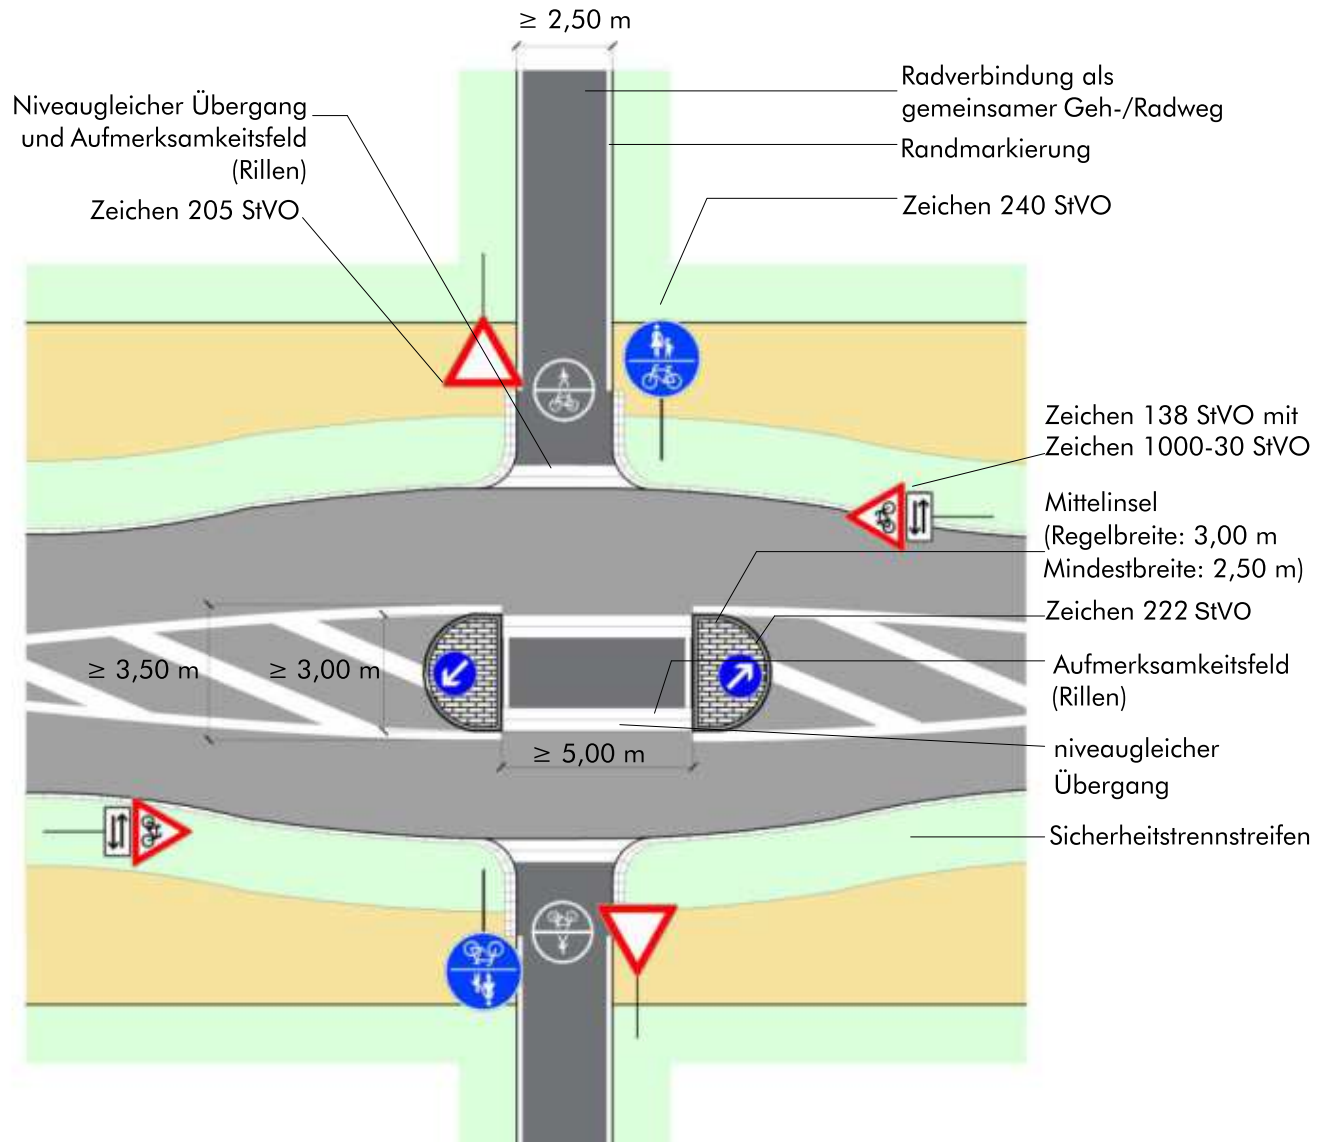 ≥ 2,50 m
Niveaugleicher Übergang
und Aufmerksamkeitsfeld
(Rillen)
Zeichen 205 StVO
Radverbindung als
gemeinsamer Geh-/Radweg
Randmarkierung
Zeichen 240 StVO
Zeichen 138 StVO mit
Zeichen 1000-30 StVO
Mittelinsel
(Regelbreite: 3,00 m
Mindestbreite: 2,50 m)
Zeichen 222 StVO
≥ 3,50 m
≥ 3,00 m
≥ 5,00 m
Aufmerksamkeitsfeld
(Rillen)
niveaugleicher
Übergang
Sicherheitstrennstreifen